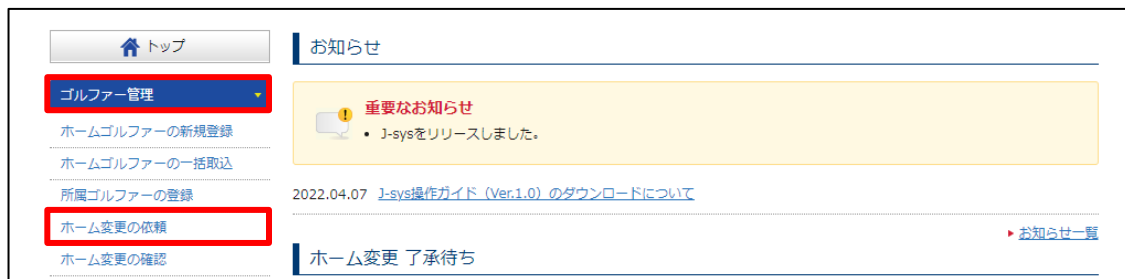 トップ
ゴルファー管理
ホームゴルファーの新規登録
ホームゴルファーの一括取込
所属ゴルファーの登録
ホーム変更の依頼
ホーム変更の確認
お知らせ
重要なお知らせ
• J-sysをリリースしました。
2022.04.07 J-sys操作ガイド（Ver.1.0）のダウンロードについて
お知らせ一覧
ホーム変更 了承待ち